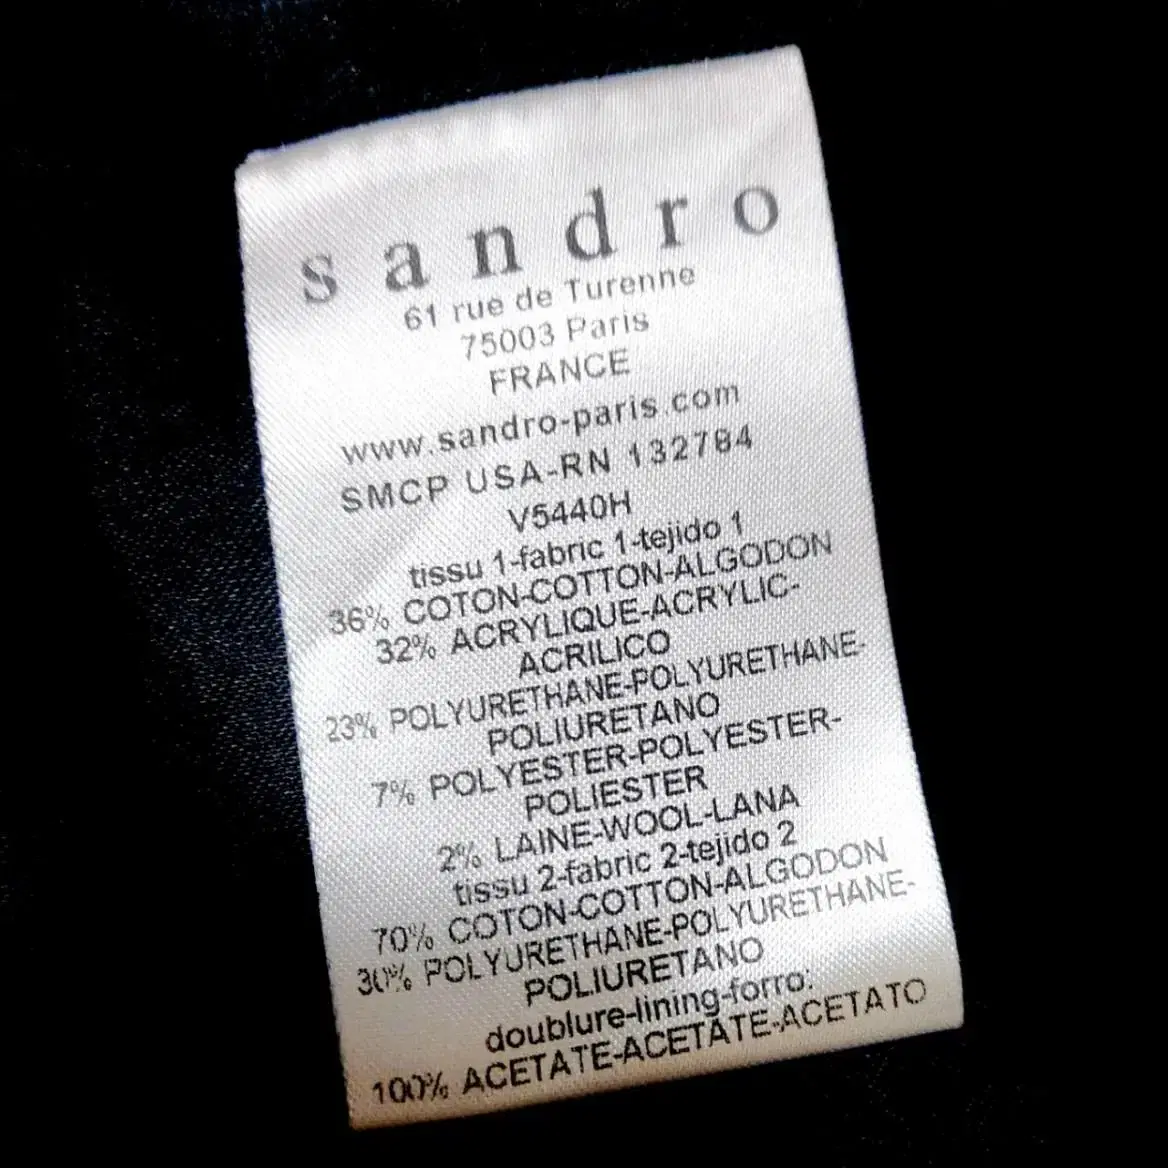 sandro
61 rue de Turenne
75003 Paris
FRANCE
www.sandro-paris.com
SMCP USA-RN 132784
V5440H
tissu 1-fabric 1-tejido 1
36% COTON-COTTON-ALGODON
32% ACRYLIQUE-ACRYLIC-
ACRILICO
23% POLYURETHANE-POLYURETHANE-
POLIURETANO
7% POLYESTER-POLYESTER-
POLIESTER
2% LAINE-WOOL-LANA
tissu 2-fabric 2-tejido 2
70% COTON-COTTON-ALGODON
30% POLYURETHANE-POLYURETHANE-
POLIURETANO
doublure-lining-forro:
100% ACETATE-ACETATE-ACETATO